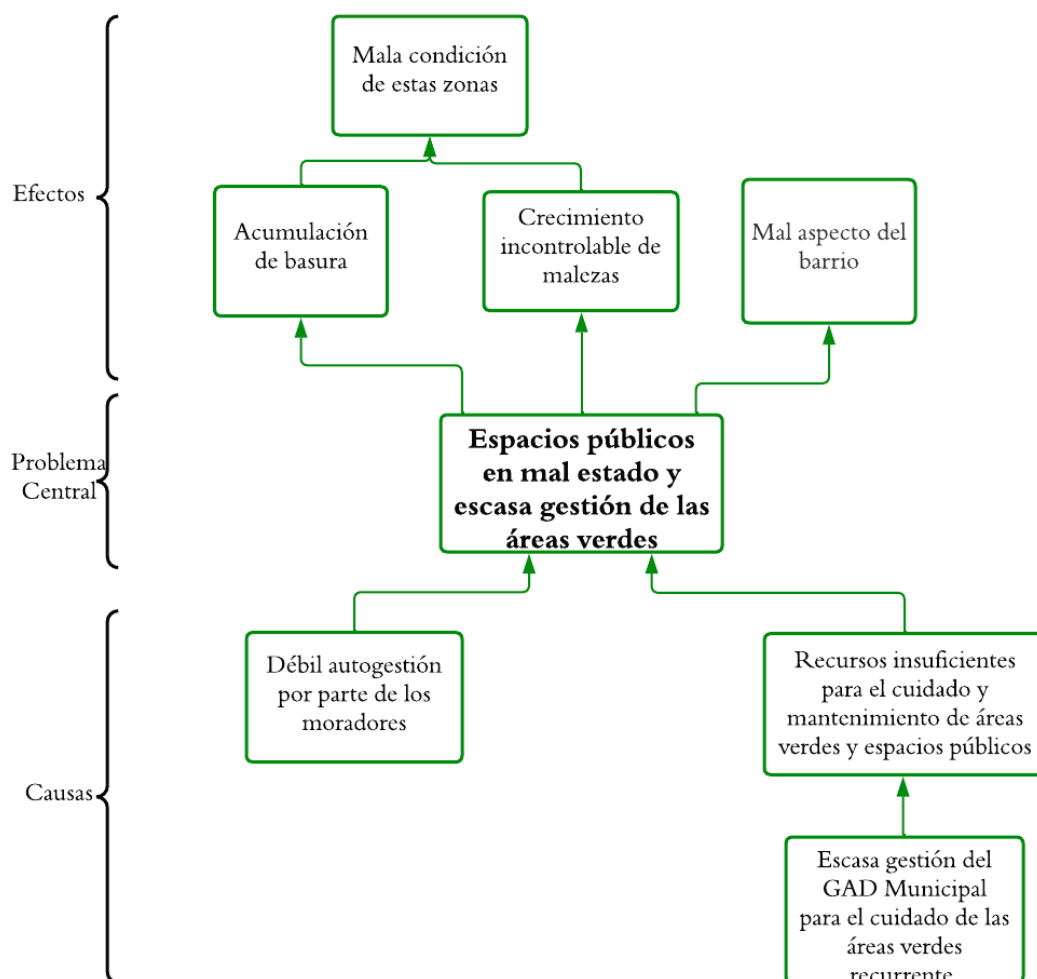 Mala condición
de estas zonas
Efectos
Acumulación
de basura
Crecimiento
incontrolable de
malezas
Mal aspecto del
barrio
Problema
Central
Espacios públicos
en mal estado y
escasa gestión de las
áreas verdes
Causas
Débil autogestión
por parte de los
moradores
Recursos insuficientes
para el cuidado y
mantenimiento de áreas
verdes y espacios públicos
Escasa gestión del
GAD Municipal
para el cuidado de las
áreas verdes
recurrente